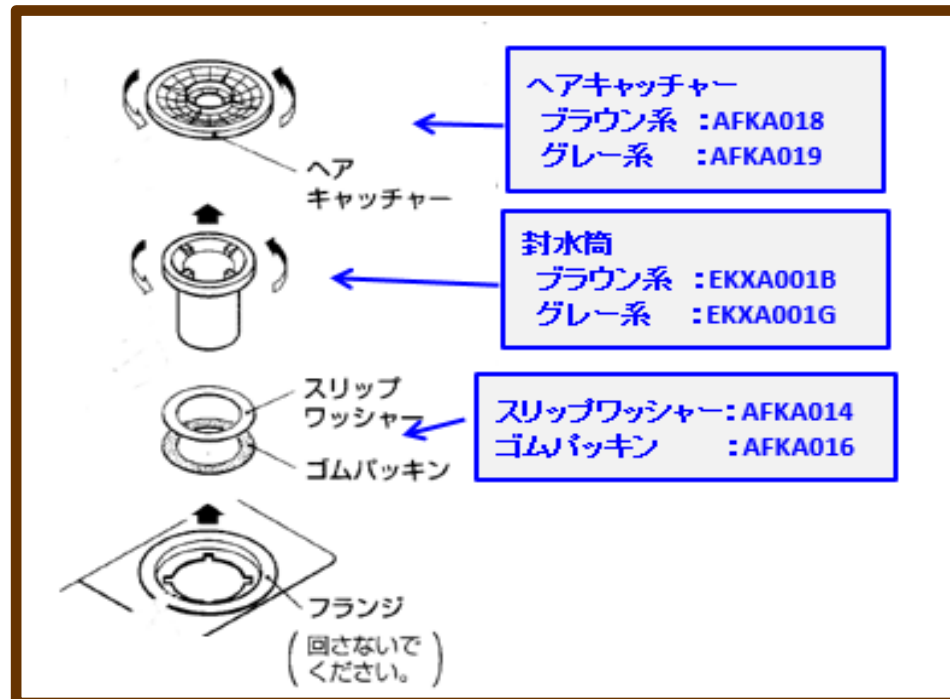 ヘアキャッチャー
ブラウン系 :AFKA018
グレー系 :AFKA019
ヘア
キャッチャー
封水筒
ブラウン系 :EKXA001B
グレー系 :EKXA001G
スリップ
ワッシャー
ゴムパッキン
スリップワッシャー:AFKA014
ゴムパッキン :AFKA016
フランジ
(回さないで
ください。)